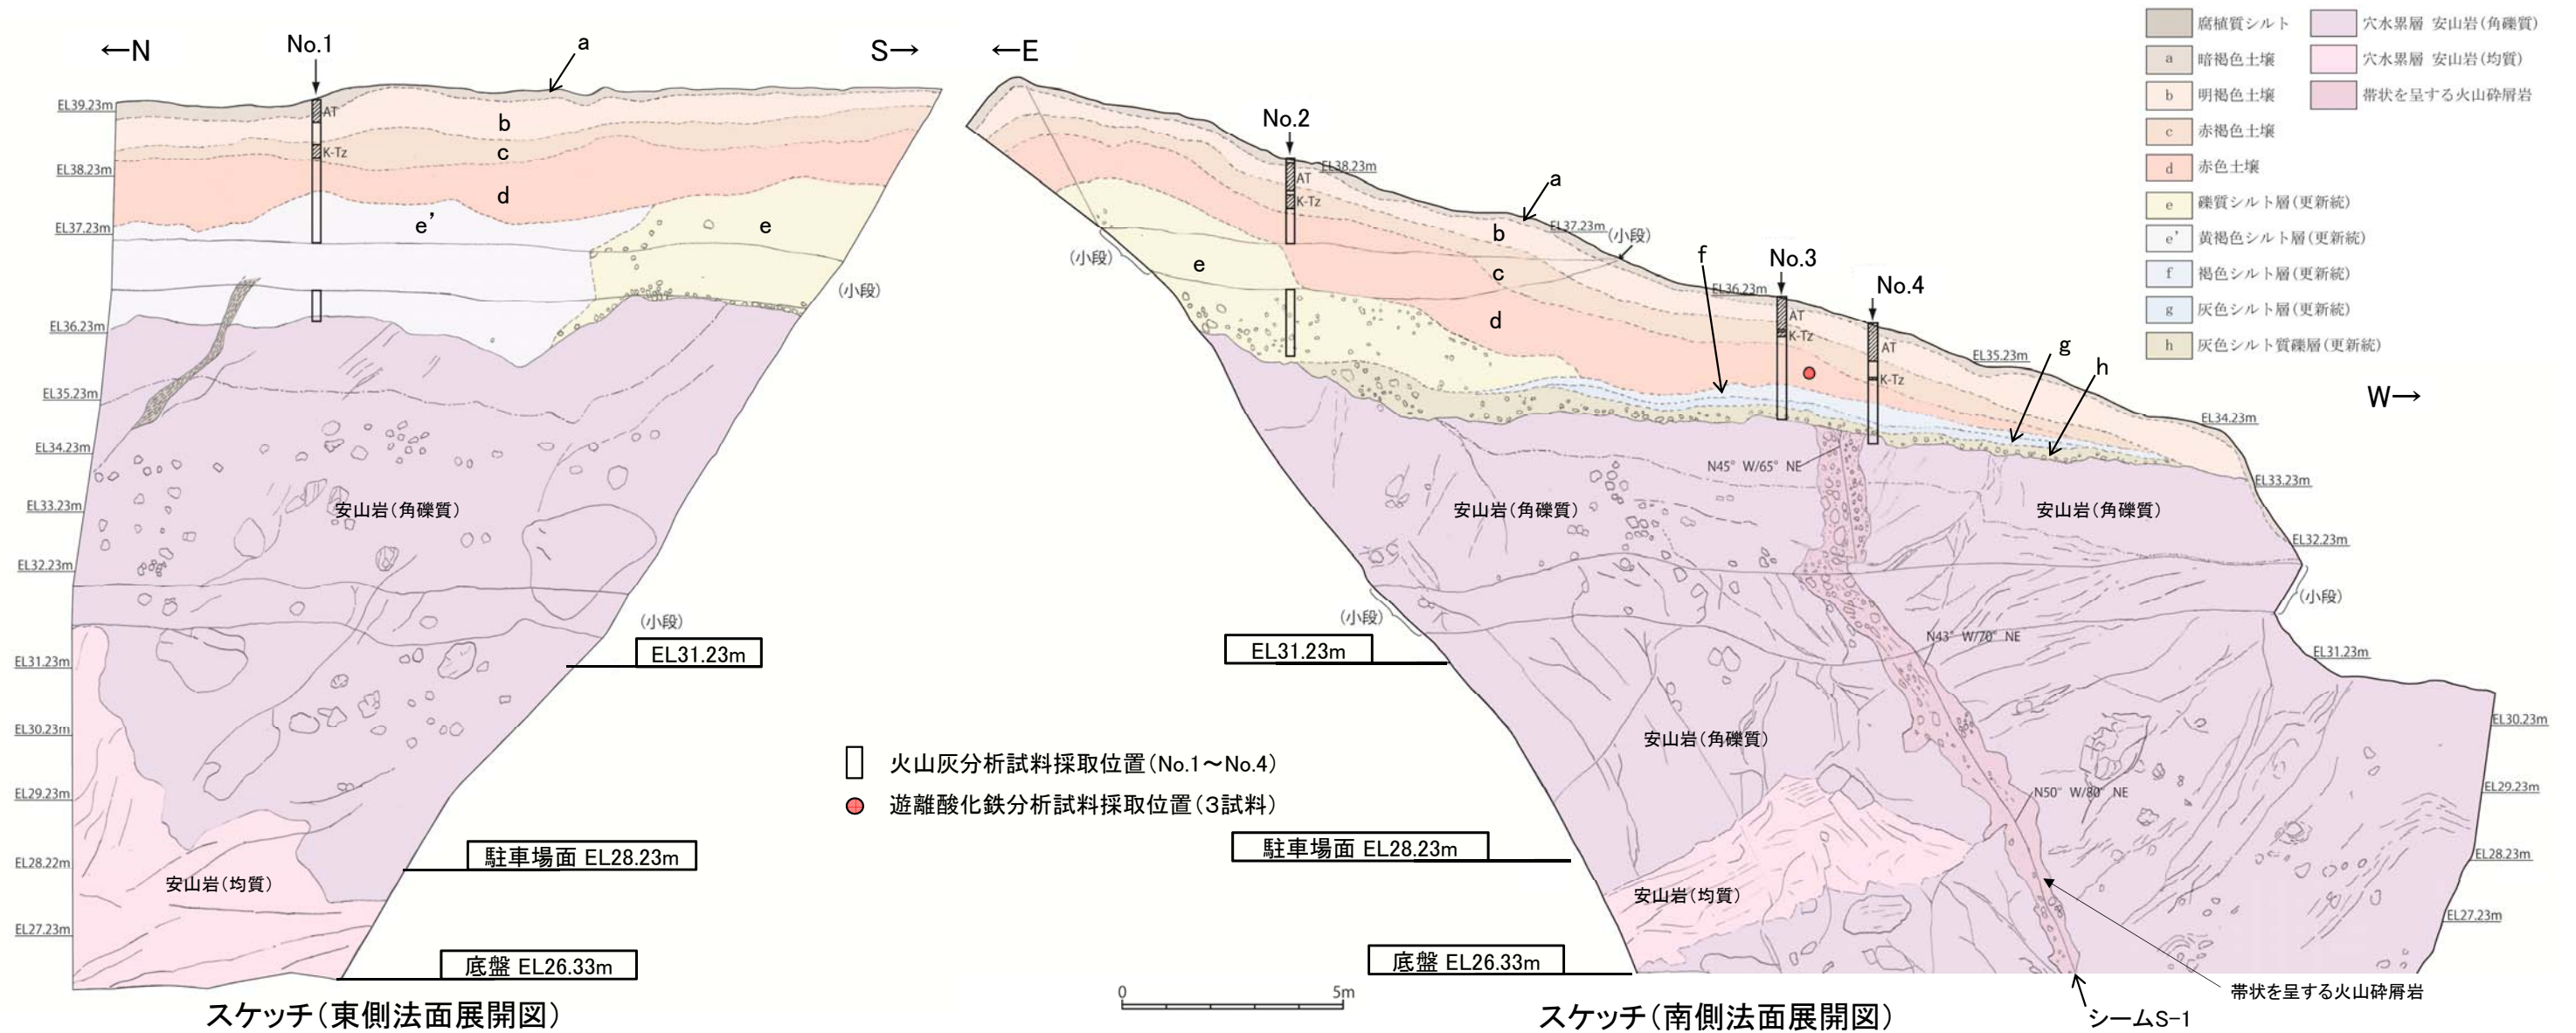 ←N
No.1
a
S→
EL39.23m
AT
b
K-Tz
c
EL38.23m
d
EL37.23m
e'
e
(小段)
EL36.23m
EL35.23m
EL34.23m
安山岩(角礫質)
EL33.23m
EL32.23m
(小段)
EL31.23m
EL31.23m
EL30.23m
EL29.23m
駐車場面 EL28.23m
EL28.22m
安山岩(均質)
EL27.23m
底盤 EL26.33m
スケッチ(東側法面展開図)
火山灰分析試料採取位置(No.1～No.4)
遊離酸化鉄分析試料採取位置(3試料)
←E
No.2
EL38.23m
AT
K-Tz
a
EL37.23m
(小段)
b
(小段)
e
c
f
No.3
EL36.23m
No.4
AT
K-Tz
d
AT
K-Tz
EL35.23m
g
h
W→
EL34.23m
N45° W/65° NE
EL33.23m
安山岩(角礫質)
安山岩(角礫質)
EL32.23m
(小段)
(小段)
N43° W/70° NE
EL31.23m
EL31.23m
EL30.23m
安山岩(角礫質)
N50° W/80° NE
EL29.23m
駐車場面 EL28.23m
EL28.23m
安山岩(均質)
EL27.23m
底盤 EL26.33m
0
5m
帯状を呈する火山砕屑岩
シームS-1
スケッチ(南側法面展開図)
腐植質シルト
a 暗褐色土壌
b 明褐色土壌
c 赤褐色土壌
d 赤色土壌
e 礫質シルト層(更新統)
e' 黄褐色シルト層(更新統)
f 褐色シルト層(更新統)
g 灰色シルト層(更新統)
h 灰色シルト質礫層(更新統)
穴水累層 安山岩(角礫質)
穴水累層 安山岩(均質)
帯状を呈する火山砕屑岩